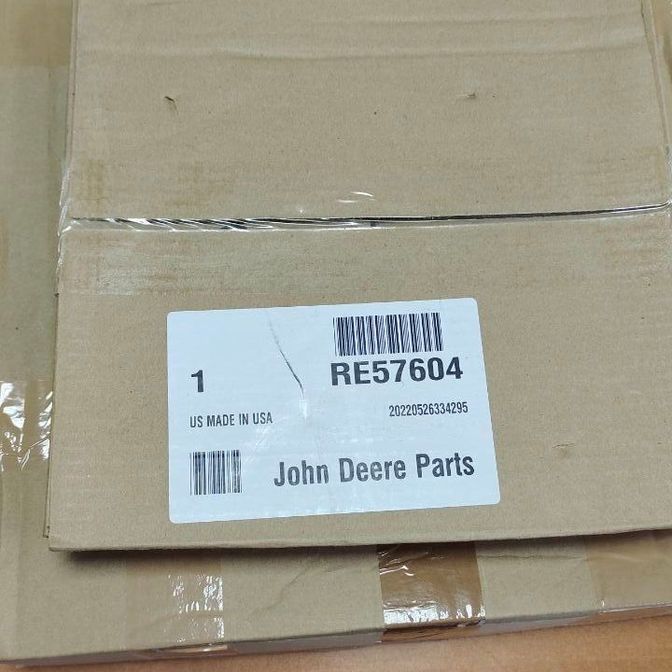 1
RE57604
US MADE IN USA
20220526334295
John Deere Parts